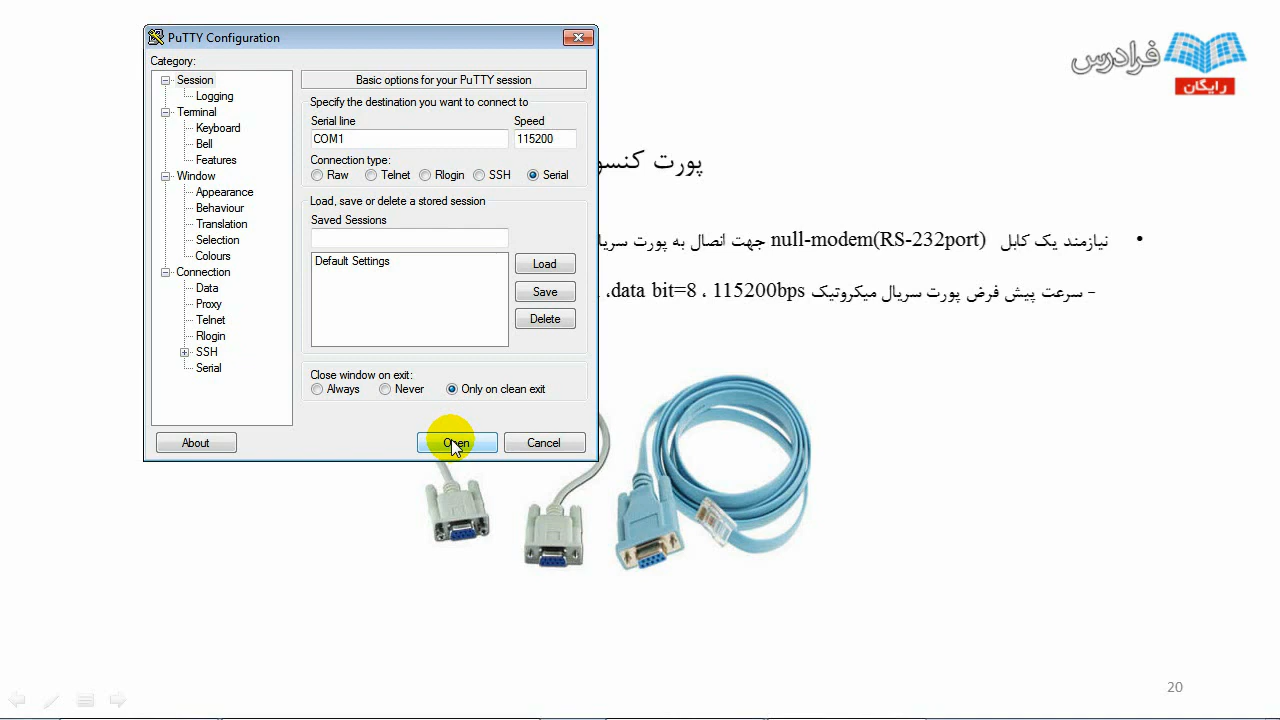 PuTTY Configuration
Category:
Session
Logging
Terminal
Keyboard
Bell
Features
Window
Appearance
Behaviour
Translation
Selection
Colours
Connection
Data
Proxy
Telnet
Rlogin
SSH
Serial
Basic options for your PuTTY session
Specify the destination you want to connect to
Serial line
Speed
COM1
115200
Connection type:
Raw
Telnet
Rlogin
SSH
Serial
Load, save or delete a stored session
Saved Sessions
Default Settings
Load
Save
Delete
Close window on exit:
Always
Never
Only on clean exit
About
Open
Cancel
فرادرس
رایگان
پورت کنسو
• نیازمند یک کابل null-modem(RS-232port) جهت اتصال به پورت سریا
- سرعت پیش فرض پورت سریال میکروتیک 115200bps ، data bit=8،
20